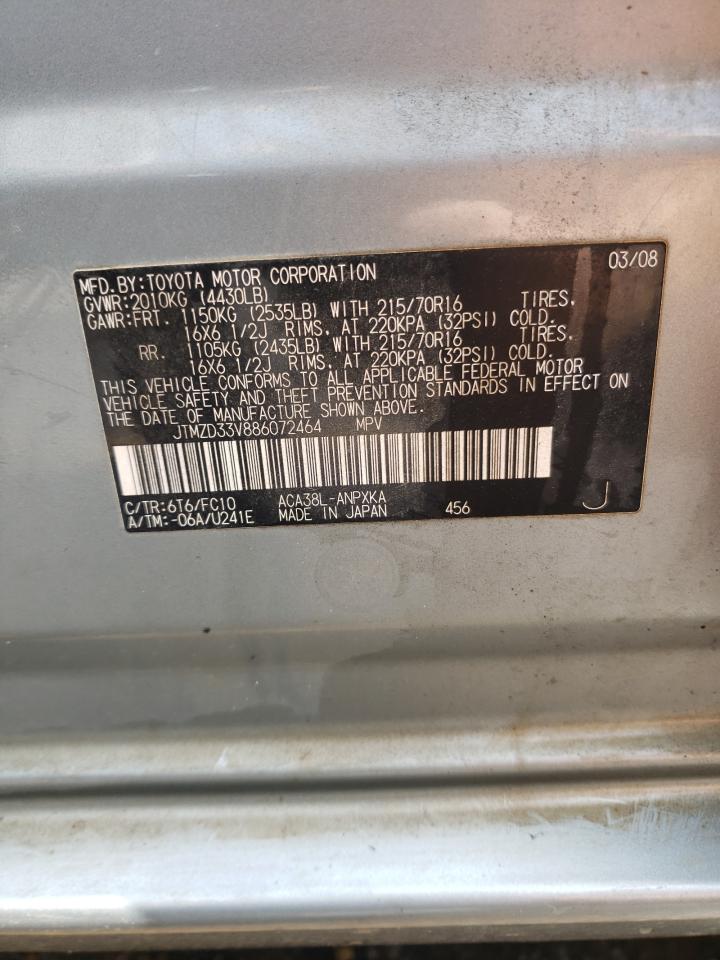 MFD.BY:TOYOTA MOTOR CORPORATION 03/08
GVWR:2010KG (4430LB)
GAWR:FRT. 1150KG (2535LB) WITH 215/70R16 TIRES.
16X6 1/2J RIMS. AT 220KPA (32PSI) COLD.
RR. 1105KG (2435LB) WITH 215/70R16 TIRES.
16X6 1/2J RIMS. AT 220KPA (32PSI) COLD.
THIS VEHICLE CONFORMS TO ALL APPLICABLE FEDERAL MOTOR
VEHICLE SAFETY AND THEFT PREVENTION STANDARDS IN EFFECT ON
THE DATE OF MANUFACTURE SHOWN ABOVE.
JTMZD33V886072464 MPV
C/TR:6T6/FC10 ACA38L-ANPXKA
A/TM:-06A/U241E MADE IN JAPAN 456 J